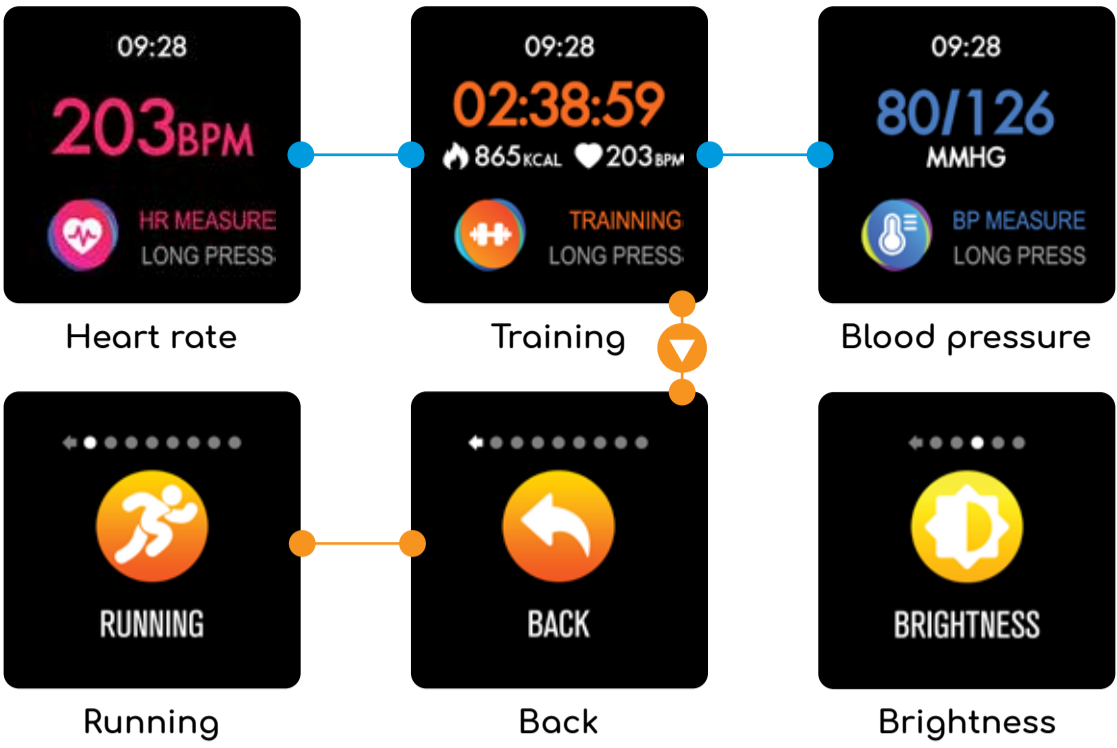 09:28
203BPM
HR MEASURE
LONG PRESS
Heart rate
09:28
02:38:59
865KCAL 203BPM
TRAINNING
LONG PRESS
Training
09:28
80/126
MMHG
BP MEASURE
LONG PRESS
Blood pressure
RUNNING
Running
BACK
Back
BRIGHTNESS
Brightness